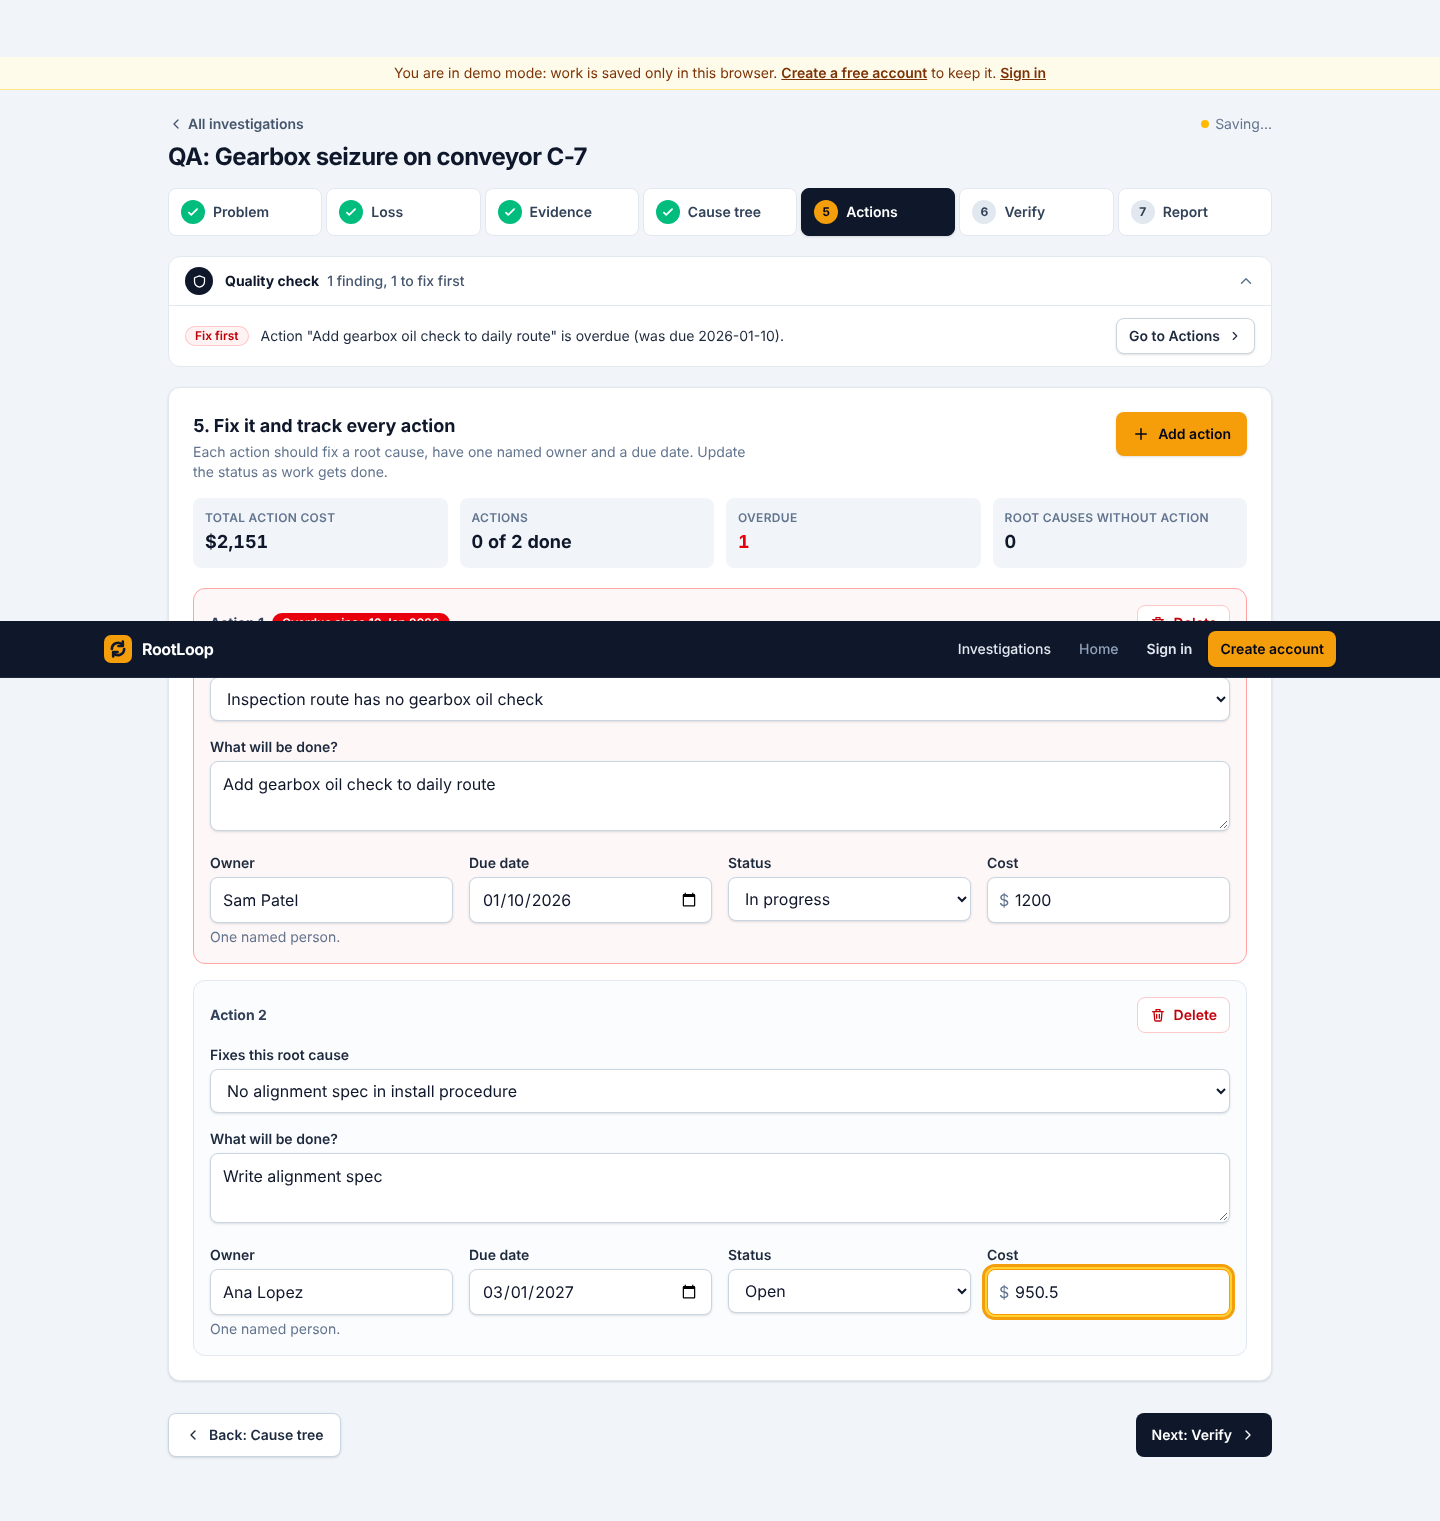 You are in demo mode: work is saved only in this browser. Create a free account to keep it. Sign in
All investigations
Saving...
QA: Gearbox seizure on conveyor C-7
Problem
Loss
Evidence
Cause tree
5 Actions
6 Verify
7 Report
Quality check 1 finding, 1 to fix first
Fix first Action "Add gearbox oil check to daily route" is overdue (was due 2026-01-10).
Go to Actions
5. Fix it and track every action
Add action
Each action should fix a root cause, have one named owner and a due date. Update
the status as work gets done.
TOTAL ACTION COST
$2,151
ACTIONS
0 of 2 done
OVERDUE
1
ROOT CAUSES WITHOUT ACTION
0
Action 1 Overdue since 10 Jan 2026
Delete
RootLoop
Investigations
Home
Sign in
Create account
Inspection route has no gearbox oil check
What will be done?
Add gearbox oil check to daily route
Owner
Due date
Status
Cost
Sam Patel
01/10/2026
In progress
$ 1200
One named person.
Action 2
Delete
Fixes this root cause
No alignment spec in install procedure
What will be done?
Write alignment spec
Owner
Due date
Status
Cost
Ana Lopez
03/01/2027
Open
$ 950.5
One named person.
Back: Cause tree
Next: Verify